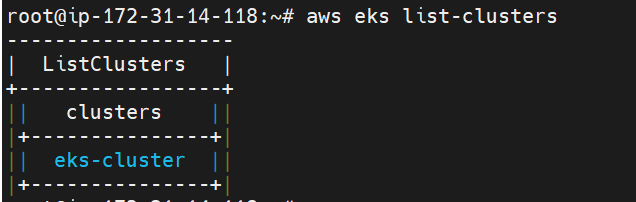 root@ip-172-31-14-118:~# aws eks list-clusters
-------------------
|  ListClusters   |
+-----------------+
||   clusters    ||
|+---------------+|
||  eks-cluster  ||
|+---------------+|